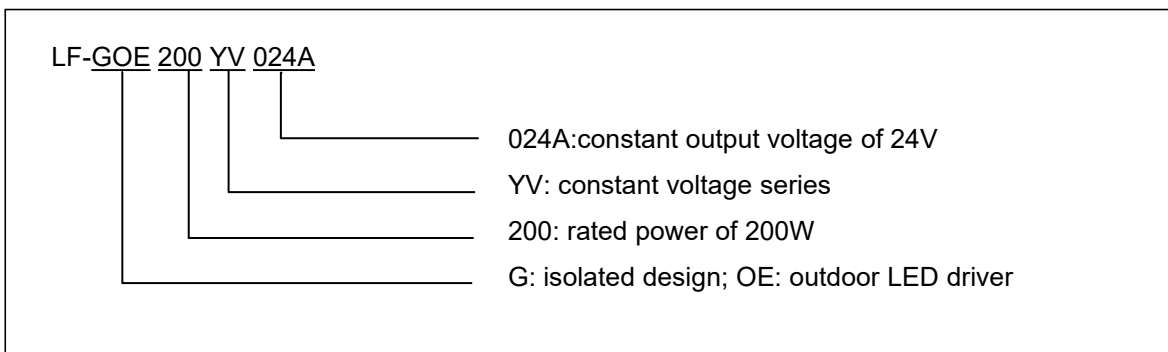 LF-GOE 200 YV 024A
024A:constant output voltage of 24V
YV: constant voltage series
200: rated power of 200W
G: isolated design; OE: outdoor LED driver